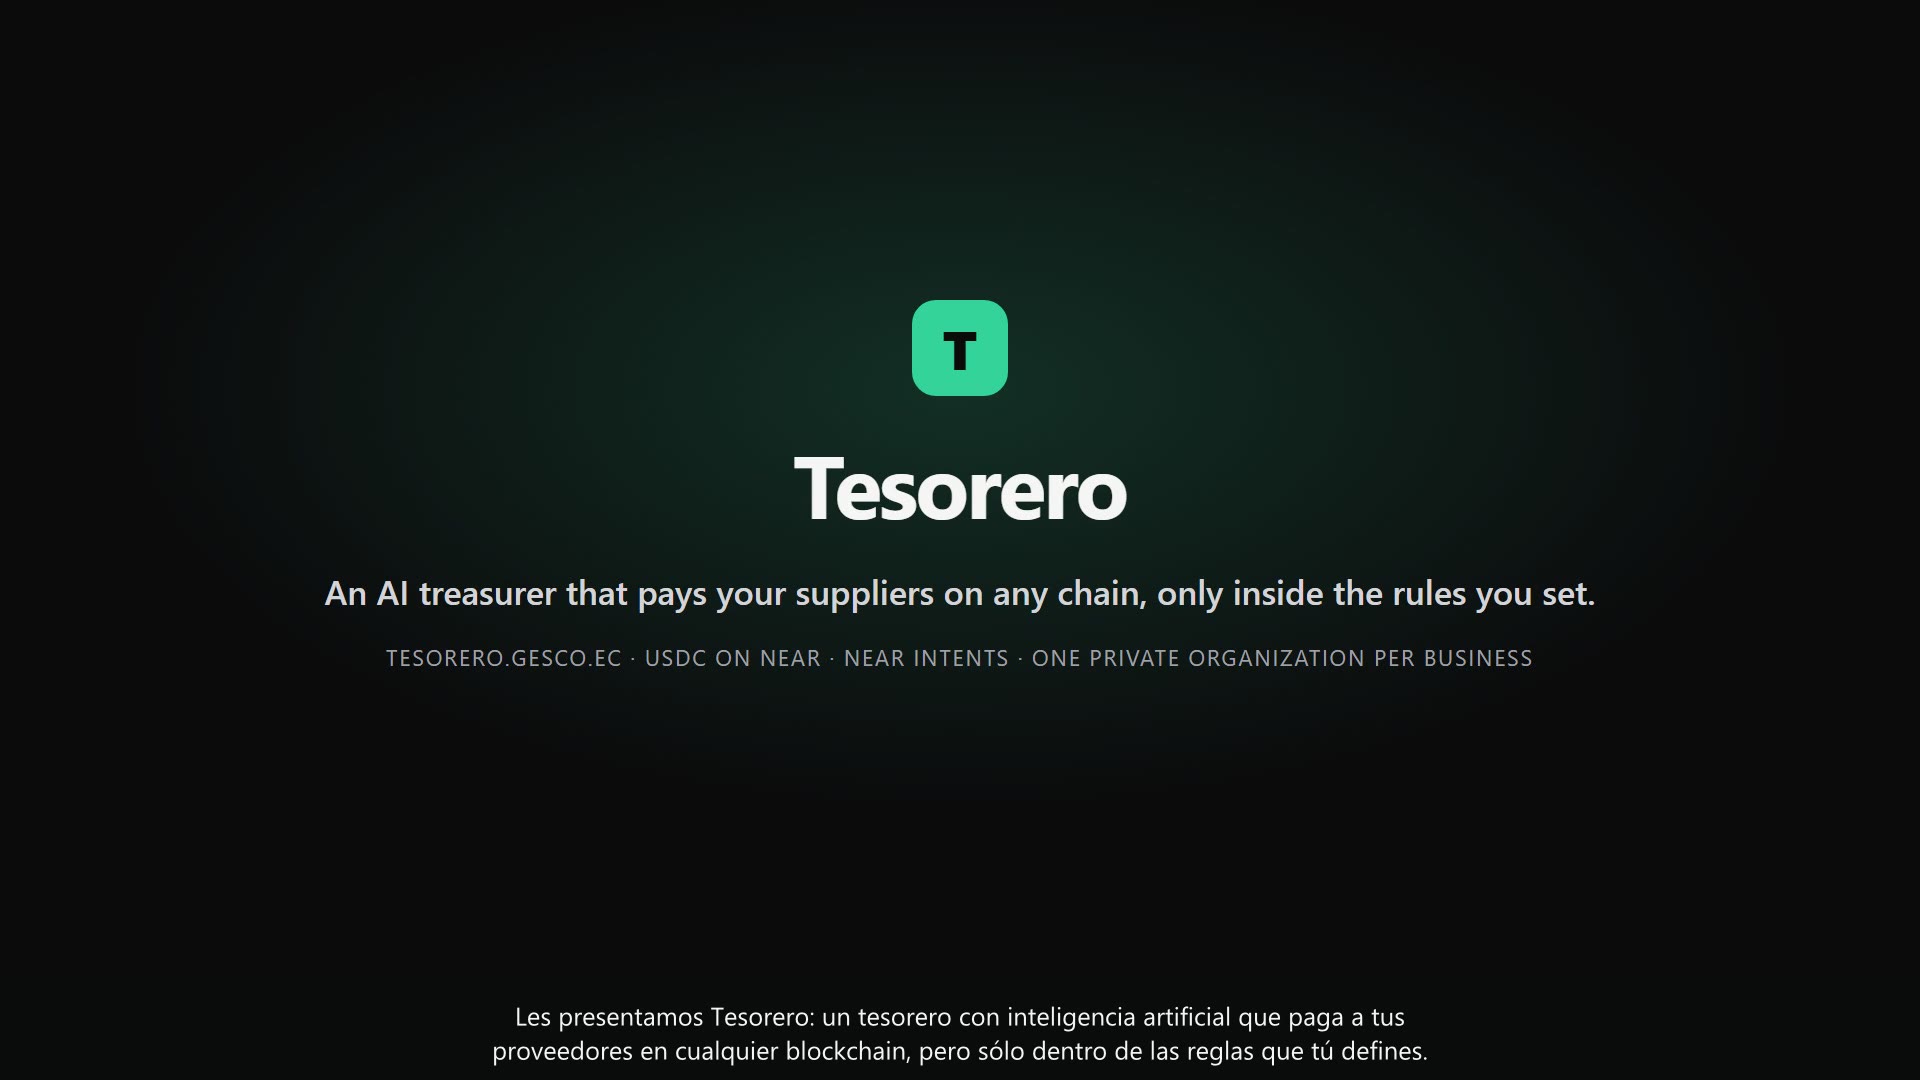 T
Tesorero
An AI treasurer that pays your suppliers on any chain, only inside the rules you set.
TESORERO.GESCO.EC · USDC ON NEAR · NEAR INTENTS · ONE PRIVATE ORGANIZATION PER BUSINESS
Les presentamos Tesorero: un tesorero con inteligencia artificial que paga a tus
proveedores en cualquier blockchain, pero sólo dentro de las reglas que tú defines.